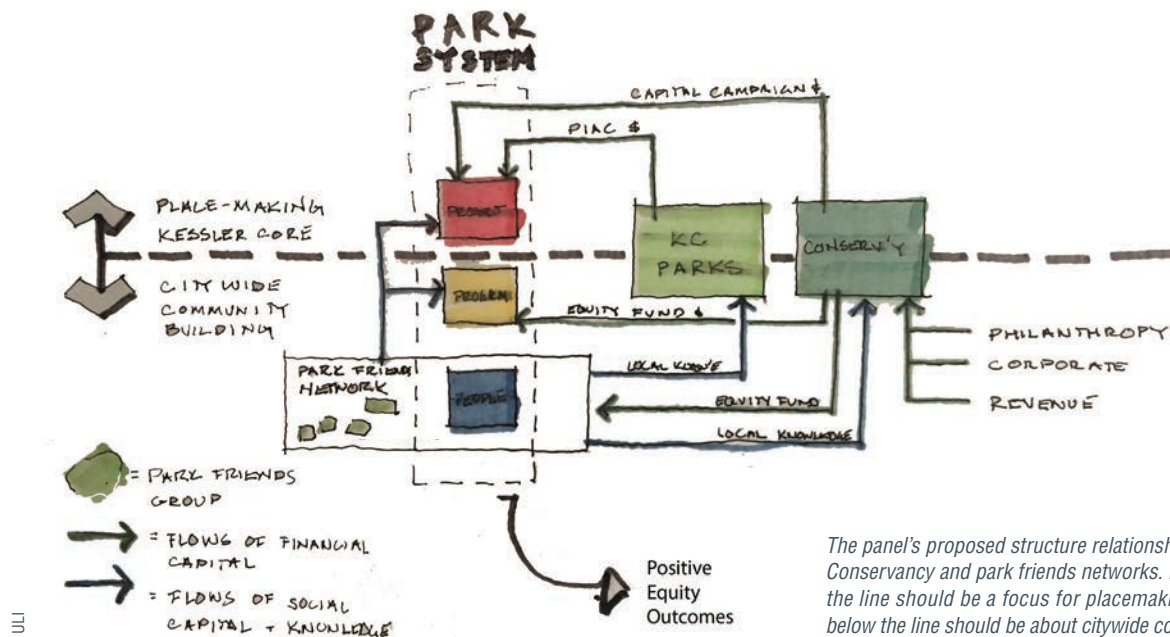 PARK
SYSTEM
CAPITAL CAMPAIGN $
PIAC $
PLACE-MAKING
KESSLER CORE
CITY WIDE
COMMUNITY
BUILDING
PRODUCT
PROGRAM
PEOPLE
KC
PARKS
CONSERV'Y
EQUITY FUND $
PARK FRIENDS
NETWORK
LOCAL KNOW'E
EQUITY FUND
LOCAL KNOWLEDGE
PHILANTHROPY
CORPORATE
REVENUE
= PARK FRIENDS
GROUP
= FLOWS OF FINANCIAL
CAPITAL
= FLOWS OF SOCIAL
CAPITAL + KNOWLEDGE
Positive
Equity
Outcomes
The panel's proposed structure relationsh
Conservancy and park friends networks.
the line should be a focus for placemaki
below the line should be about citywide co
ULI